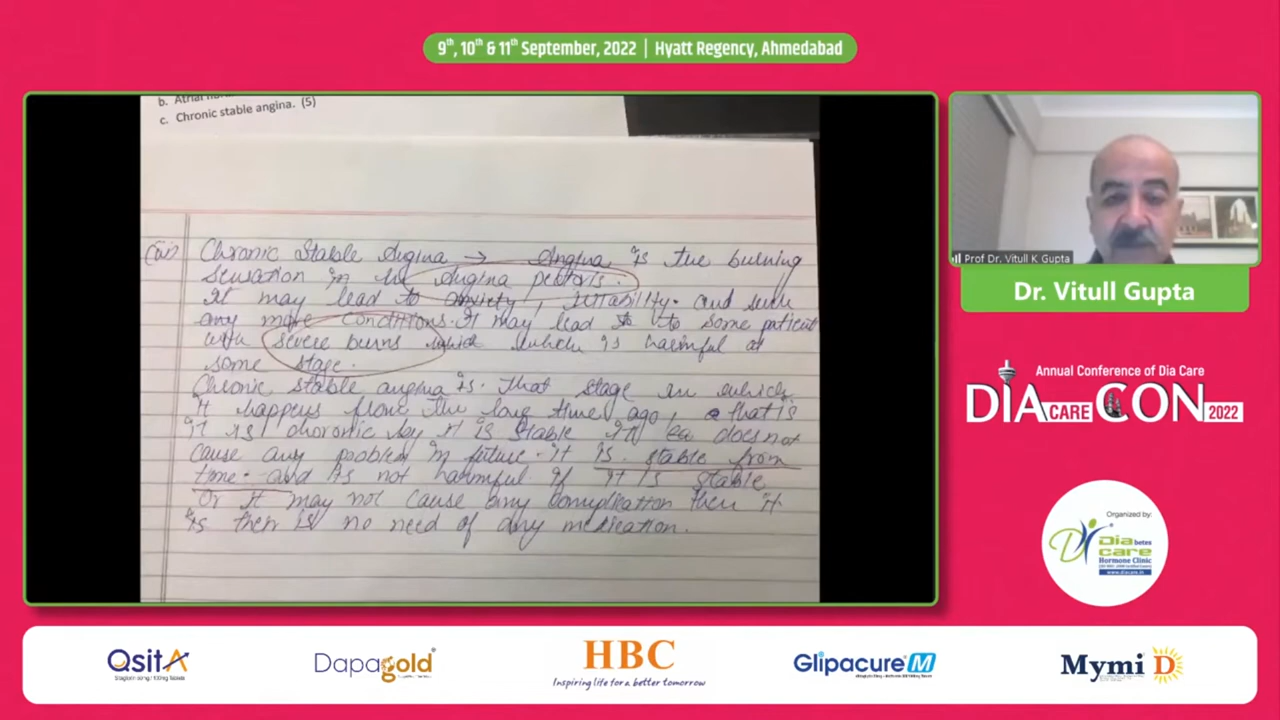 9th, 10th & 11th September, 2022 | Hyatt Regency, Ahmedabad
b. Atrial
c. Chronic stable angina. (5)
Chronic Stable Angina → Angina is the burning
sensation in the Angina pectoris.
It may lead to anxiety, irritability. and such
any more conditions. It may lead to to some patient
with severe burns which which is harmful at
some stage.
Chronic stable angina is. That stage in which
it happens from the long time ago, that is
it is choronic by it is stable it does not
cause any problem in future. it is stable from
time. and its not harmful if it is stable
Or it may not cause any complication then it
is then is no need of any medication.
Prof Dr. Vitull K Gupta
Dr. Vitull Gupta
Annual Conference of Dia Care
DIA CARE CON 2022
Organized by:
Diabetes
care
Hormone Clinic
www.diacare.in
QsitA
Dapagold
HBC
Inspiring life for a better tomorrow
Glipacure M
Mymi D